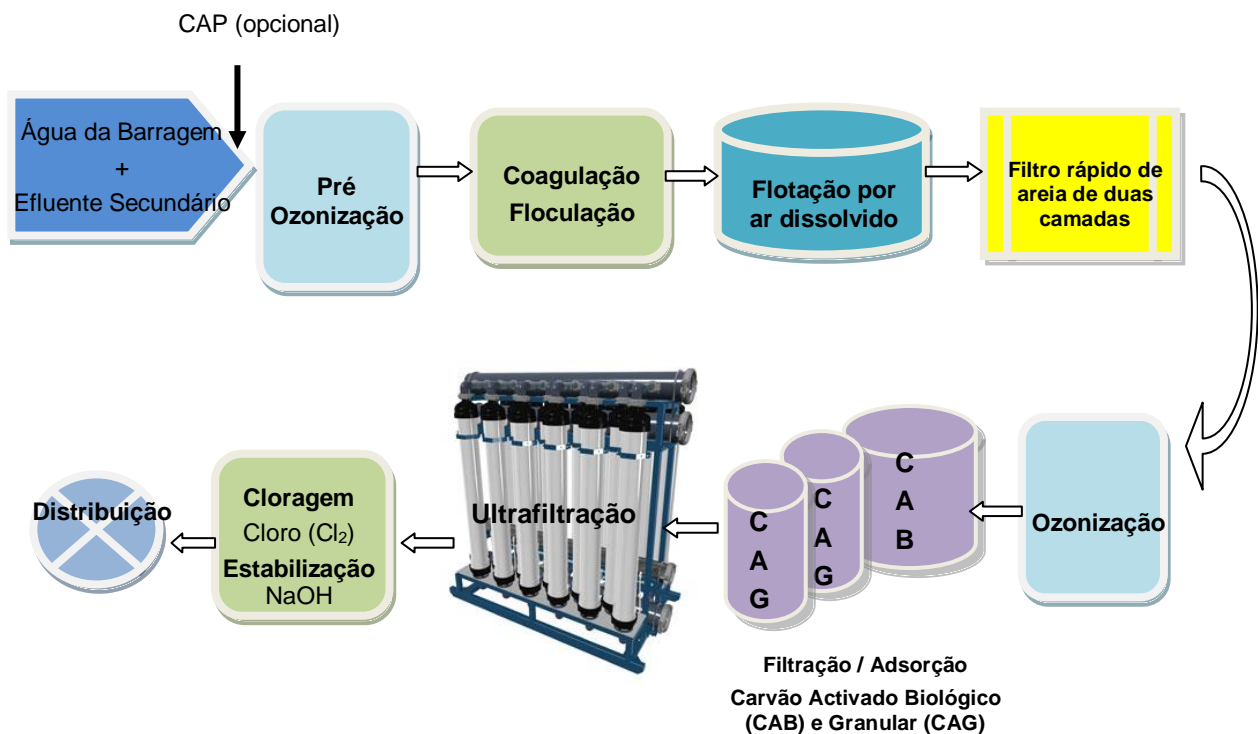 CAP (opcional)
Água da Barragem
+
Efluente Secundário
Pré
Ozonização
Coagulação
Floculação
Flotação por
ar dissolvido
Filtro rápido de
areia de duas
camadas
Distribuição
Cloragem
Cloro (Cl₂)
Estabilização
NaOH
Ultrafiltração
C
A
G
C
A
G
C
A
B
Ozonização
Filtração / Adsorção
Carvão Activado Biológico
(CAB) e Granular (CAG)